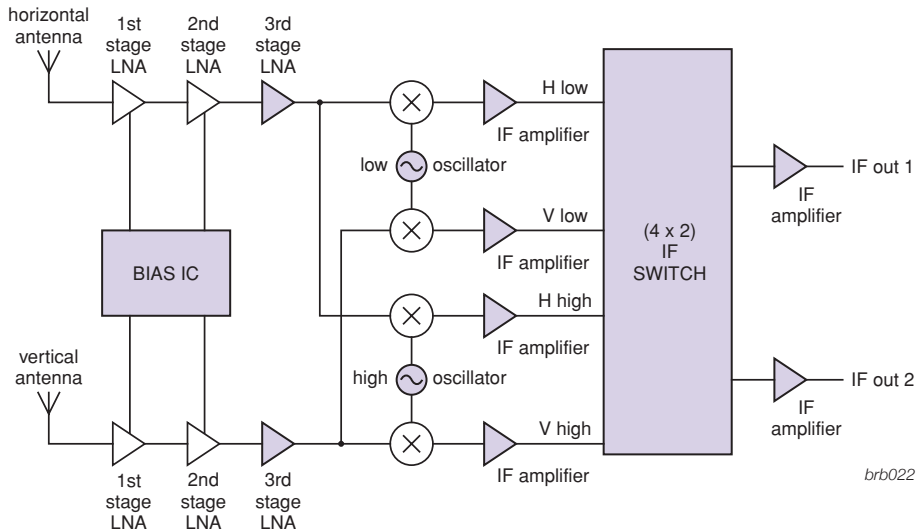 horizontal
antenna
1st
stage
LNA
2nd
stage
LNA
3rd
stage
LNA
H low
IF amplifier
low
oscillator
IF out 1
IF
amplifier
V low
IF amplifier
(4 x 2)
IF
SWITCH
BIAS IC
H high
IF amplifier
vertical
antenna
high
oscillator
IF out 2
IF
amplifier
V high
IF amplifier
1st
stage
LNA
2nd
stage
LNA
3rd
stage
LNA
brb022